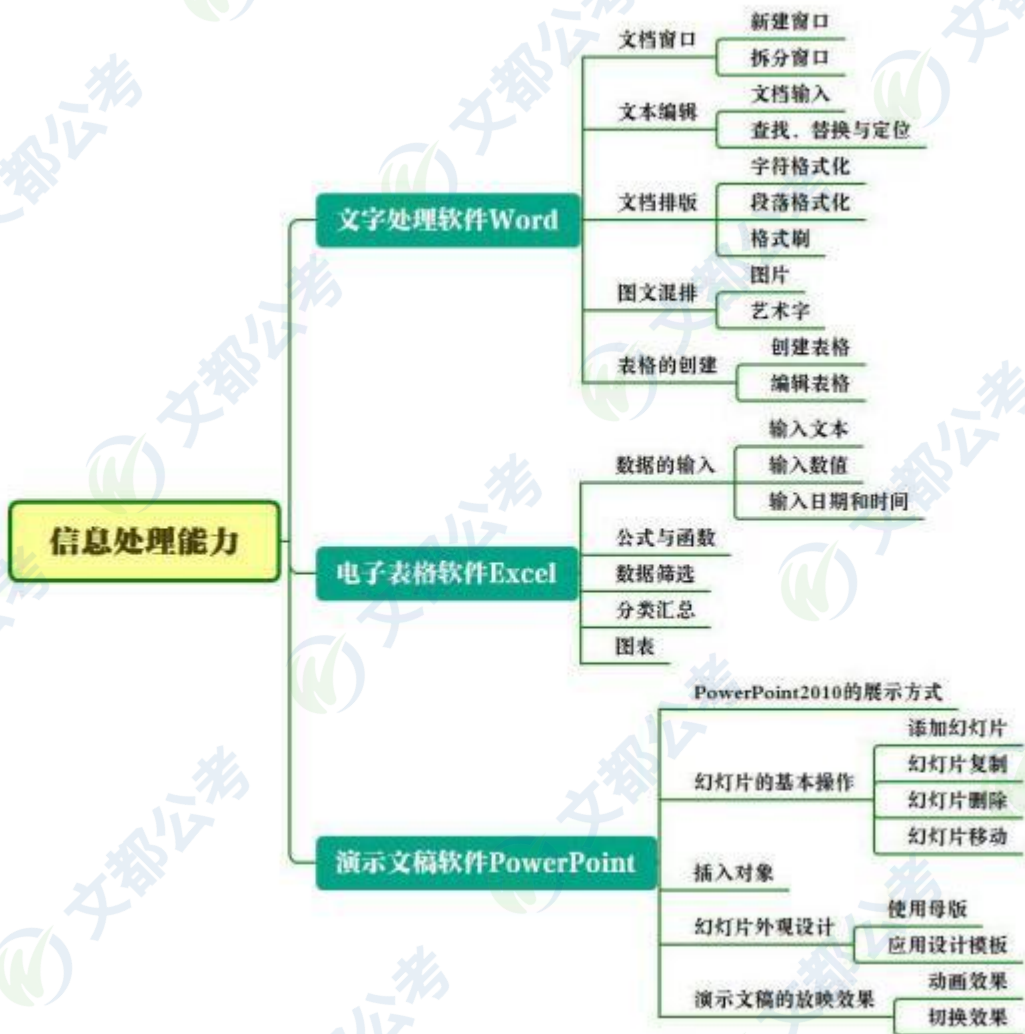 信息处理能力
文字处理软件Word
文档窗口
新建窗口
拆分窗口
文本编辑
文档输入
查找、替换与定位
文档排版
字符格式化
段落格式化
格式刷
图文混排
图片
艺术字
表格的创建
创建表格
编辑表格
电子表格软件Excel
数据的输入
输入文本
输入数值
输入日期和时间
公式与函数
数据筛选
分类汇总
图表
演示文稿软件PowerPoint
PowerPoint2010的展示方式
幻灯片的基本操作
添加幻灯片
幻灯片复制
幻灯片删除
幻灯片移动
插入对象
幻灯片外观设计
使用母版
应用设计模板
演示文稿的放映效果
动画效果
切换效果
文都公考